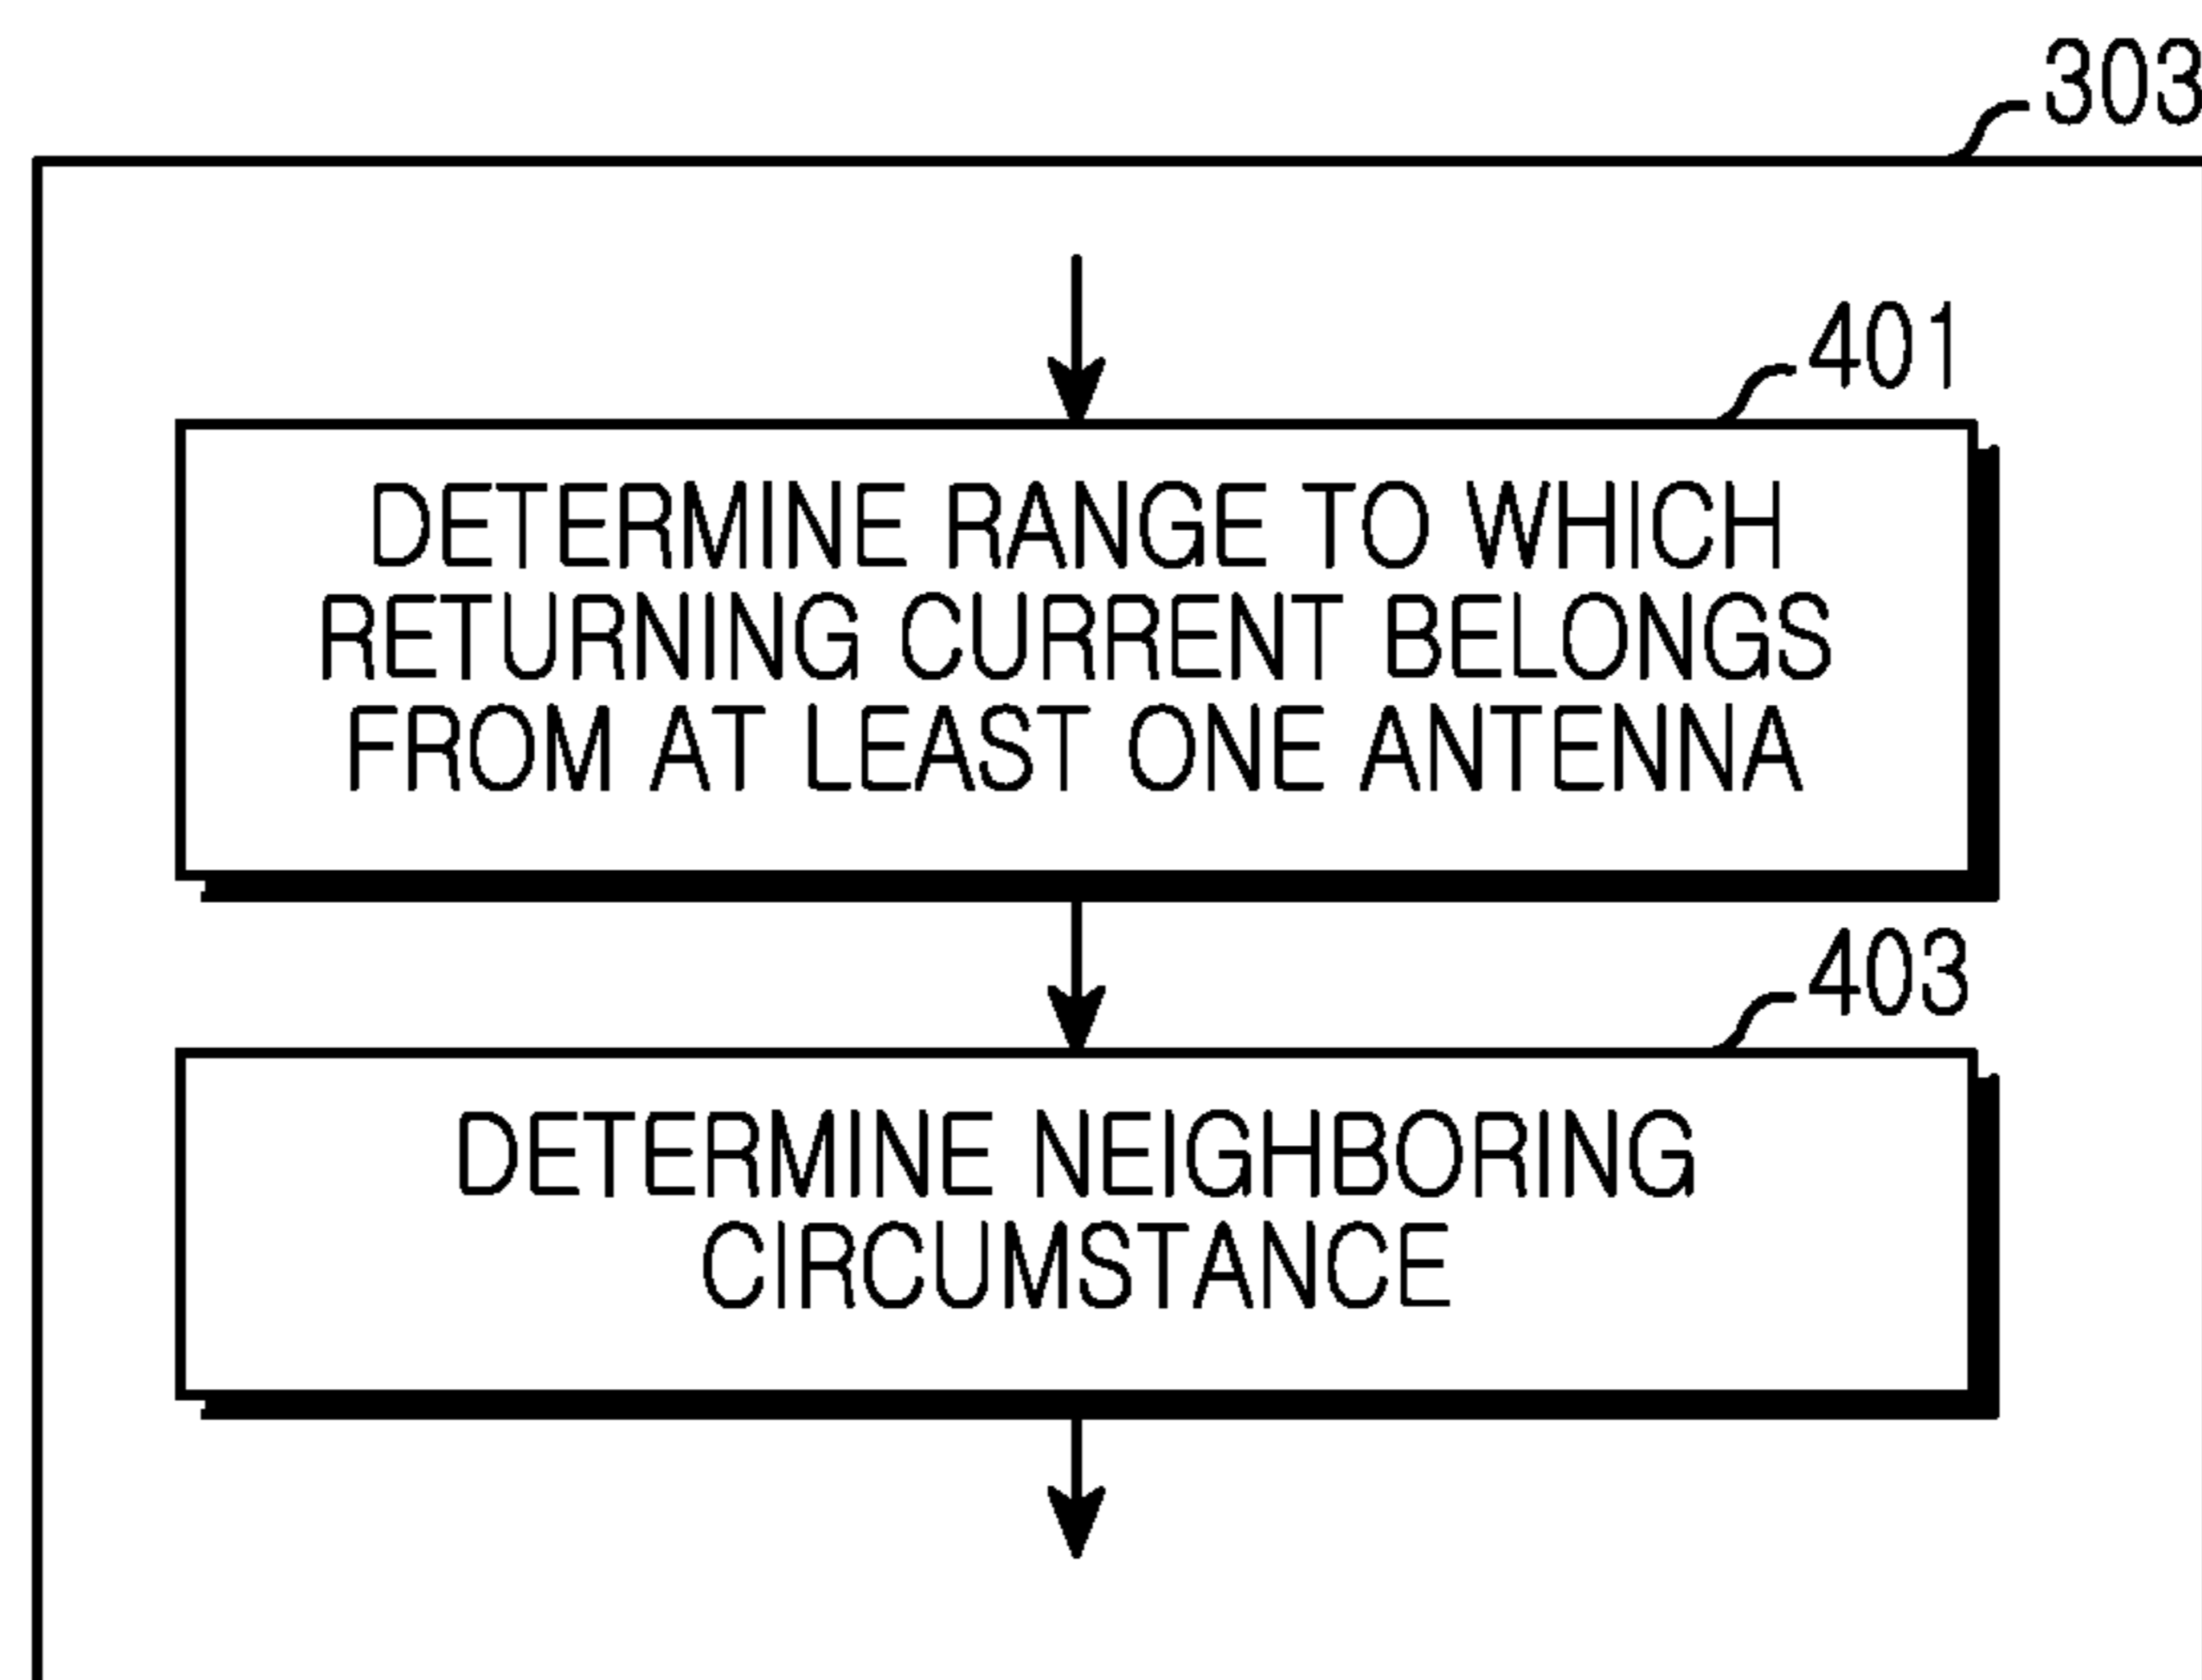 303
401
DETERMINE RANGE TO WHICH
RETURNING CURRENT BELONGS
FROM AT LEAST ONE ANTENNA
403
DETERMINE NEIGHBORING
CIRCUMSTANCE